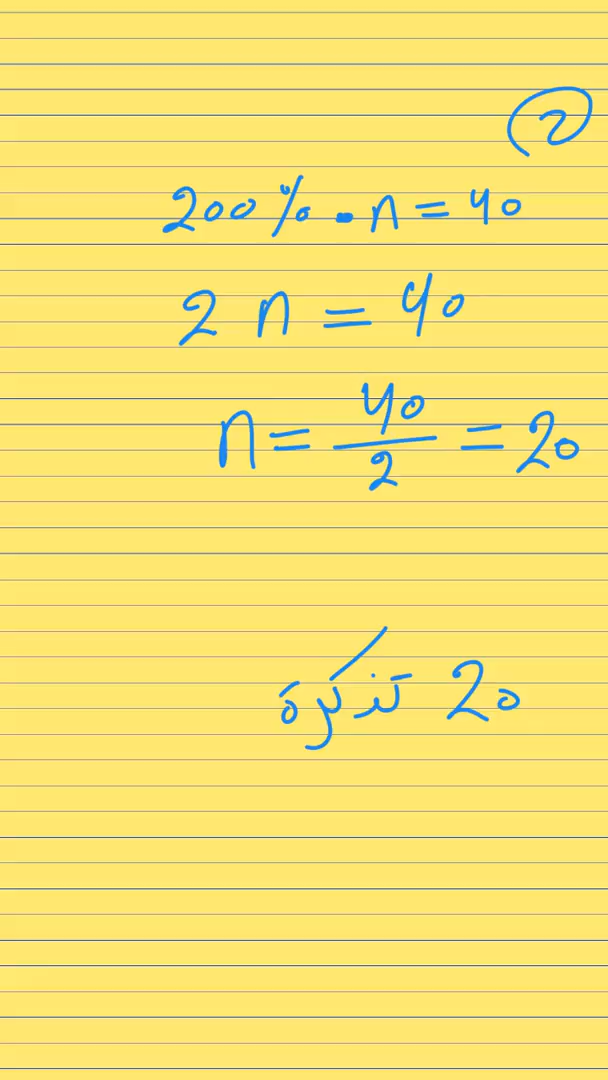 2
200% · n = 40
2 n = 40
n = 40/2 = 20
20 تذكرة